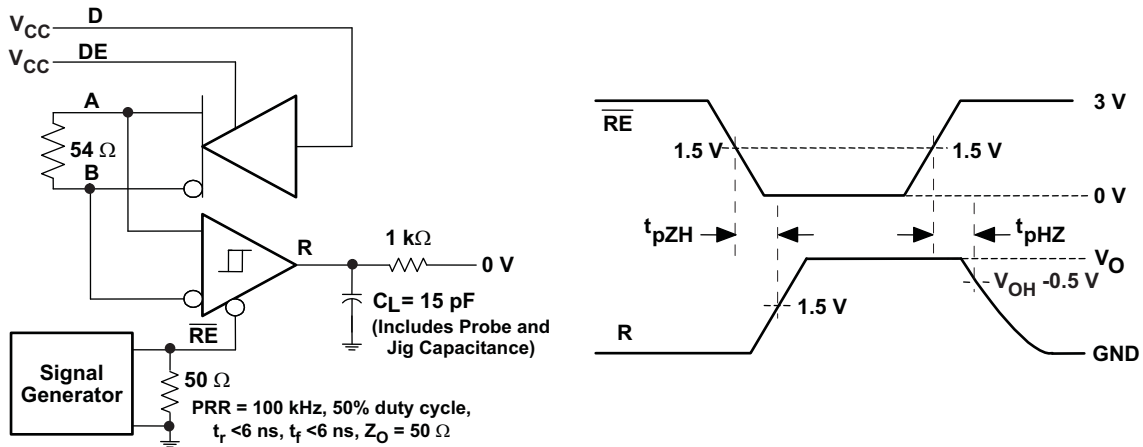 VCC D
VCC DE
A
54 Ω
B
R
1 kΩ
0 V
CL= 15 pF
(Includes Probe and
Jig Capacitance)
RE
Signal
Generator
50 Ω
PRR = 100 kHz, 50% duty cycle,
tr <6 ns, tf <6 ns, ZO = 50 Ω
RE
3 V
1.5 V
1.5 V
0 V
tpZH
tpHZ
VO
VOH -0.5 V
1.5 V
R
GND